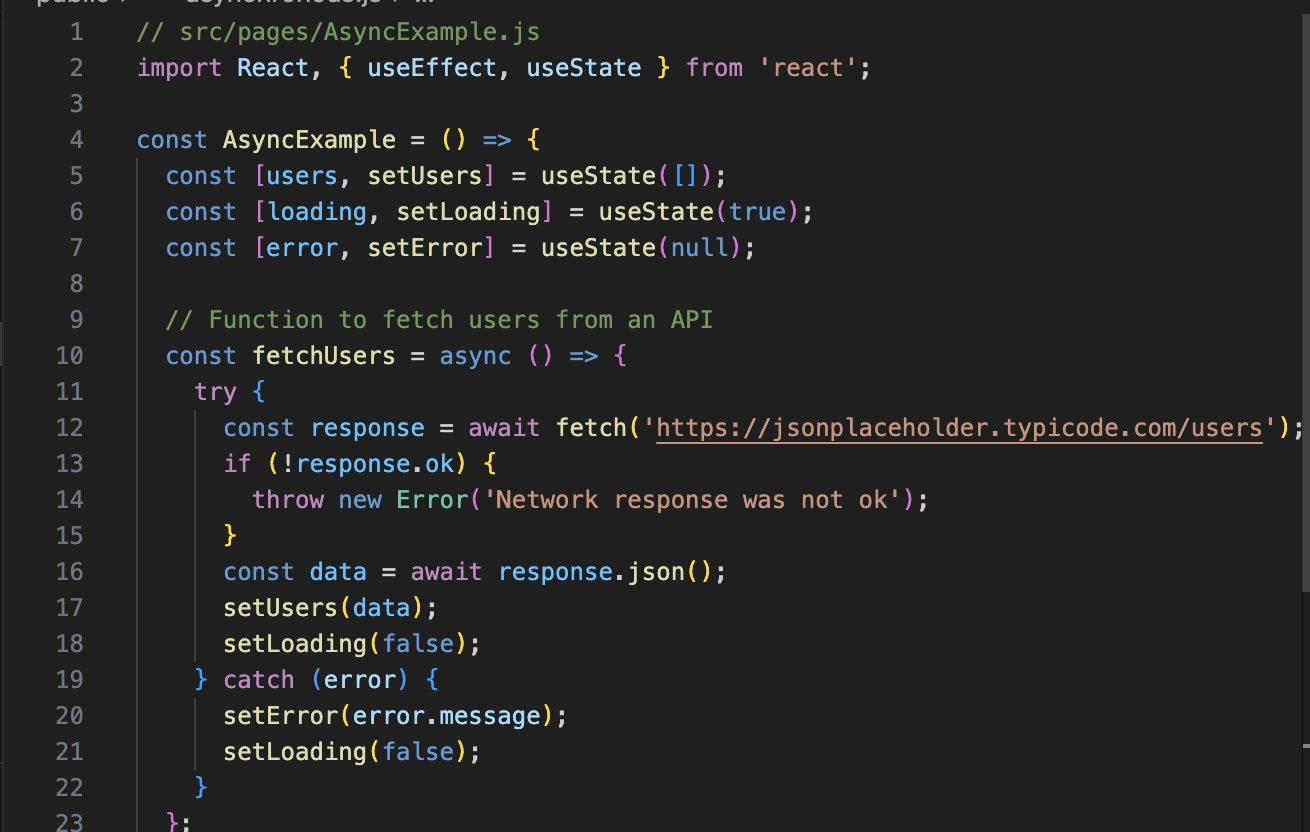 1 // src/pages/AsyncExample.js
2 import React, { useEffect, useState } from 'react';
3
4 const AsyncExample = () => {
5   const [users, setUsers] = useState([]);
6   const [loading, setLoading] = useState(true);
7   const [error, setError] = useState(null);
8
9   // Function to fetch users from an API
10   const fetchUsers = async () => {
11     try {
12       const response = await fetch('https://jsonplaceholder.typicode.com/users');
13       if (!response.ok) {
14         throw new Error('Network response was not ok');
15       }
16       const data = await response.json();
17       setUsers(data);
18       setLoading(false);
19     } catch (error) {
20       setError(error.message);
21       setLoading(false);
22     }
23   };